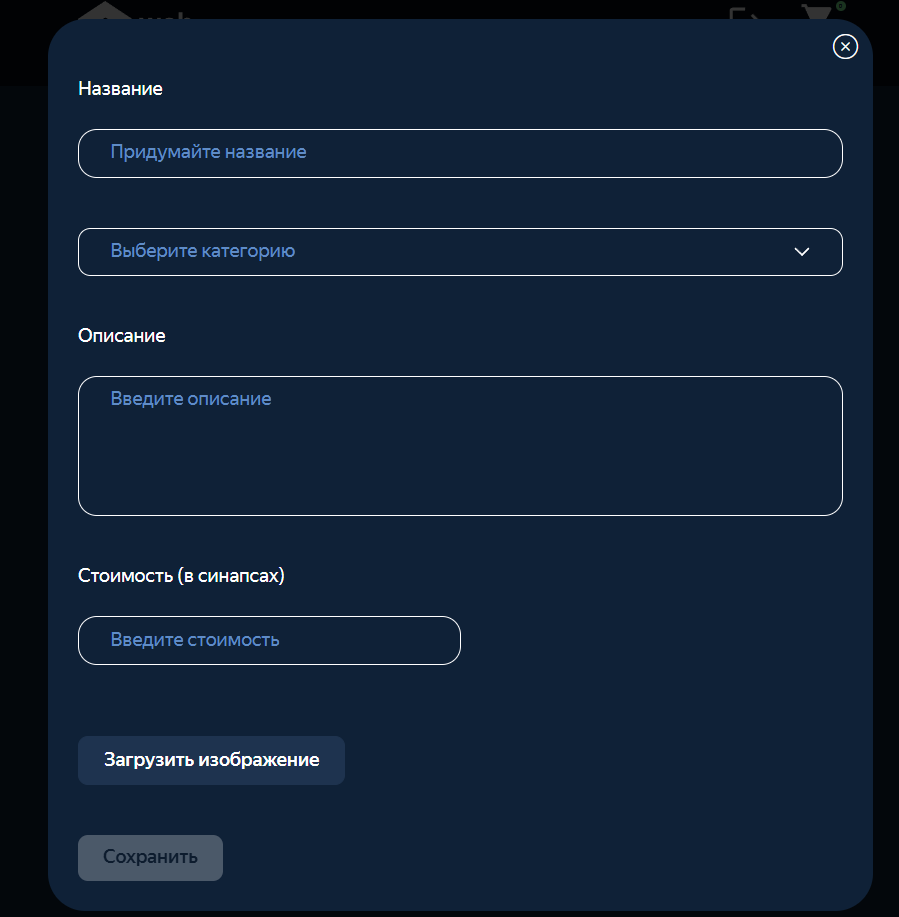 Название
Придумайте название
Выберите категорию
Описание
Введите описание
Стоимость (в синапсах)
Введите стоимость
Загрузить изображение
Сохранить